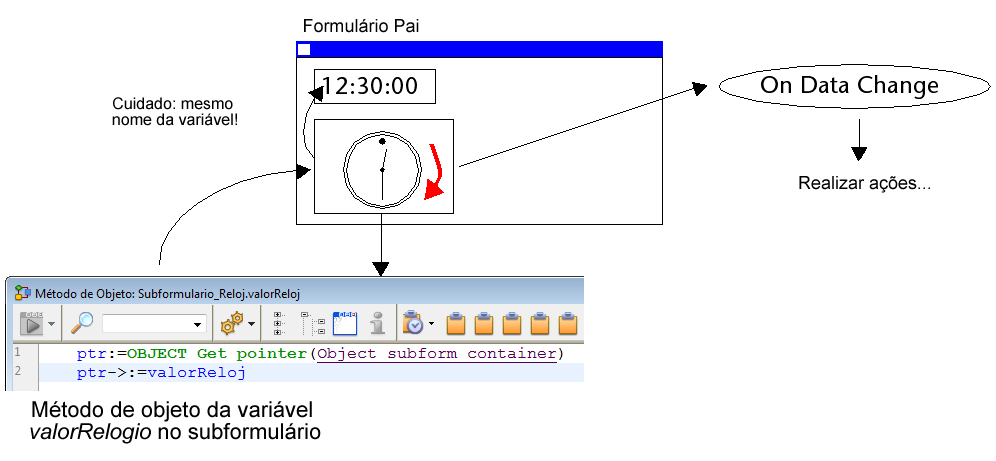 Formulário Pai
12:30:00
Cuidado: mesmo
nome da variável!
On Data Change
Realizar ações...
Método de Objeto: Subformulario_Reloj.valorReloj
1 ptr:=OBJECT Get pointer(Object subform container)
2 ptr->:=valorReloj
Método de objeto da variável
valorRelogio no subformulário